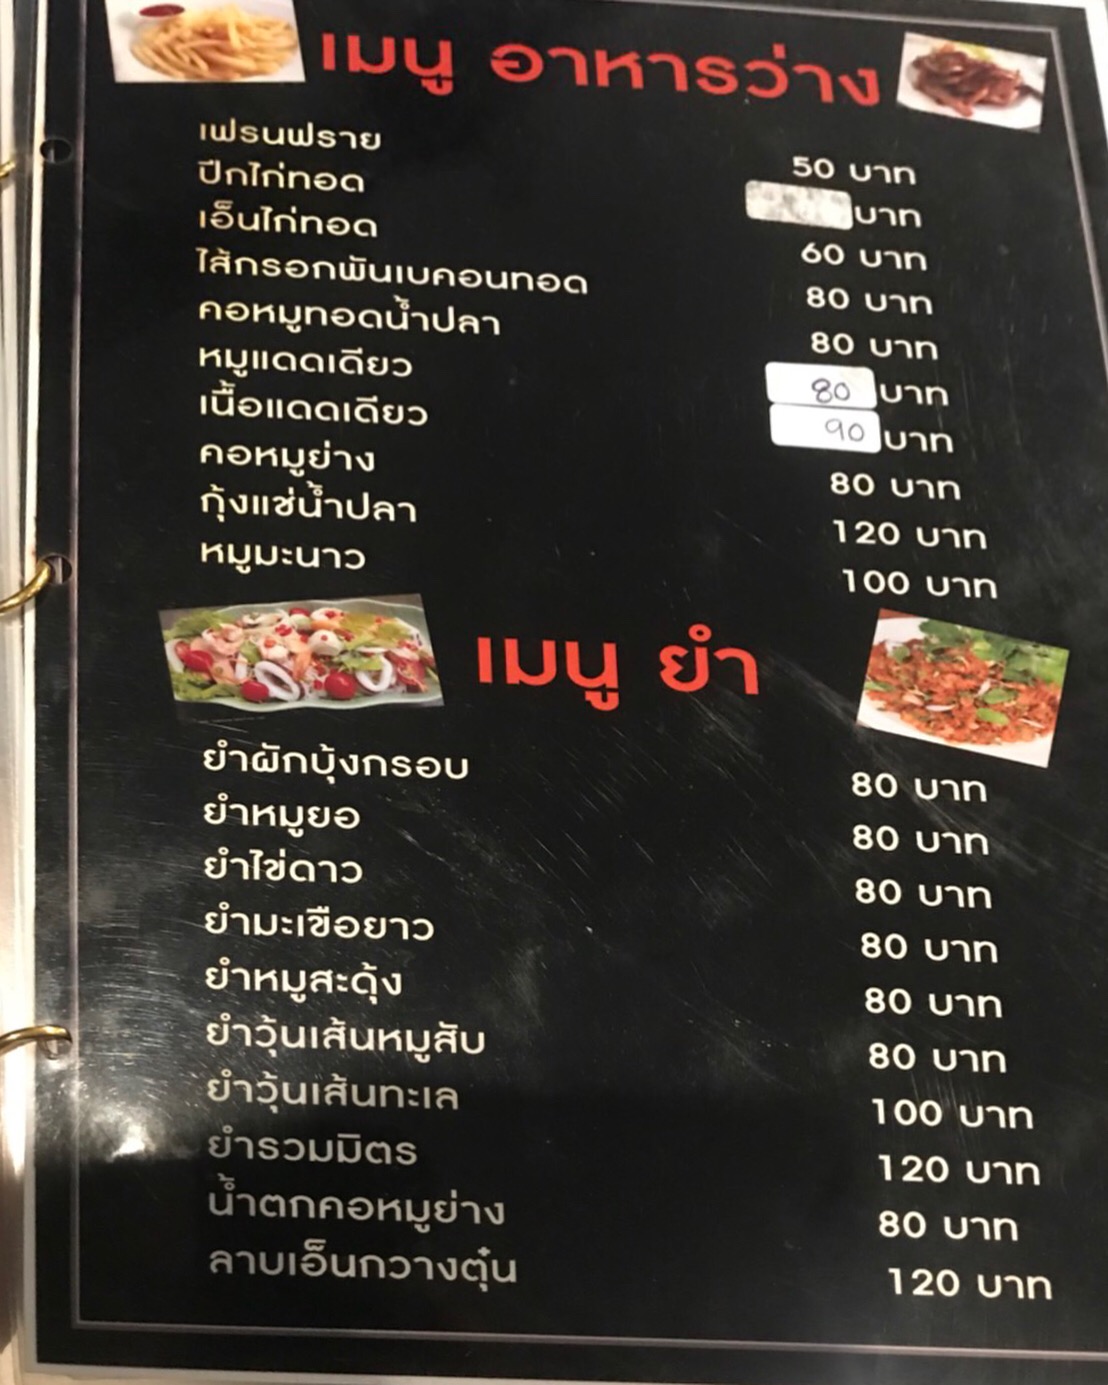 เมนู อาหารว่าง
เฟรนฟราย 50 บาท
ปีกไก่ทอด บาท
เอ็นไก่ทอด 60 บาท
ไส้กรอกพันเบคอนทอด 80 บาท
คอหมูทอดน้ำปลา 80 บาท
หมูแดดเดียว 80 บาท
เนื้อแดดเดียว 90 บาท
คอหมูย่าง 80 บาท
กุ้งแช่น้ำปลา 120 บาท
หมูมะนาว 100 บาท
เมนู ยำ
ยำผักบุ้งกรอบ 80 บาท
ยำหมูยอ 80 บาท
ยำไข่ดาว 80 บาท
ยำมะเขือยาว 80 บาท
ยำหมูสะดุ้ง 80 บาท
ยำวุ้นเส้นหมูสับ 80 บาท
ยำวุ้นเส้นทะเล 100 บาท
ยำรวมมิตร 120 บาท
น้ำตกคอหมูย่าง 80 บาท
ลาบเอ็นกวางตุ๋น 120 บาท